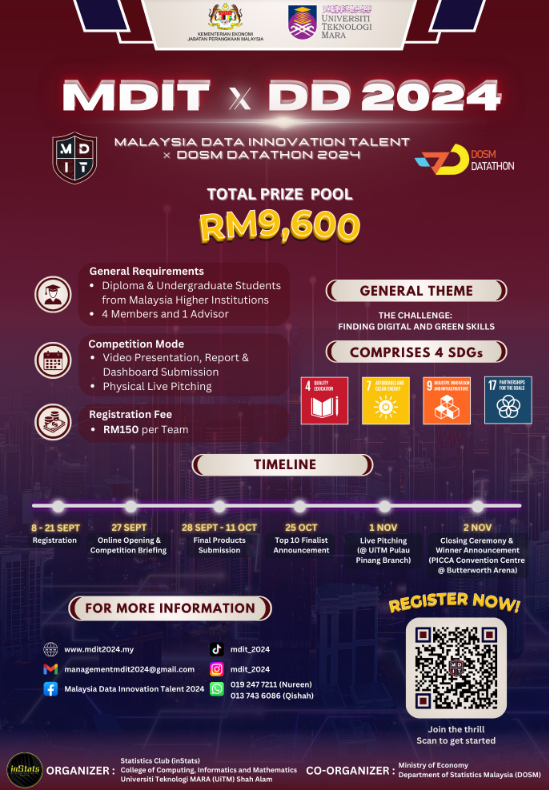 KEMENTERIAN EKONOMI
JABATAN PERANGKAAN MALAYSIA
UNIVERSITI
TEKNOLOGI
MARA
MDIT x DD 2024
MD
IT
MALAYSIA DATA INNOVATION TALENT
x DOSM DATATHON 2024
DOSM
DATATHON
TOTAL PRIZE POOL
RM9,600
General Requirements
• Diploma & Undergraduate Students
from Malaysia Higher Institutions
• 4 Members and 1 Advisor
Competition Mode
• Video Presentation, Report &
Dashboard Submission
• Physical Live Pitching
Registration Fee
• RM150 per Team
GENERAL THEME
THE CHALLENGE:
FINDING DIGITAL AND GREEN SKILLS
COMPRISES 4 SDGs
4 QUALITY
EDUCATION
7 AFFORDABLE AND
CLEAN ENERGY
9 INDUSTRY, INNOVATION
AND INFRASTRUCTURE
17 PARTNERSHIPS
FOR THE GOALS
TIMELINE
8 - 21 SEPT
Registration
27 SEPT
Online Opening &
Competition Briefing
28 SEPT - 11 OCT
Final Products
Submission
25 OCT
Top 10 Finalist
Announcement
1 NOV
Live Pitching
(@ UiTM Pulau
Pinang Branch)
2 NOV
Closing Ceremony &
Winner Announcement
(PICCA Convention Centre
@ Butterworth Arena)
FOR MORE INFORMATION
www.mdit2024.my
managementmdit2024@gmail.com
Malaysia Data Innovation Talent 2024
mdit_2024
mdit_2024
019 247 7211 (Nureen)
013 743 6086 (Qishah)
REGISTER NOW!
Join the thrill
Scan to get started
inStats
ORGANIZER :
Statistics Club (inStats)
College of Computing, Informatics and Mathematics
Universiti Teknologi MARA (UiTM) Shah Alam
CO-ORGANIZER :
Ministry of Economy
Department of Statistics Malaysia (DOSM)